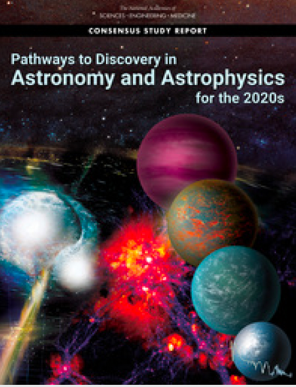 The National Academies of
SCIENCES • ENGINEERING • MEDICINE
CONSENSUS STUDY REPORT
Pathways to Discovery in
Astronomy and Astrophysics
for the 2020s